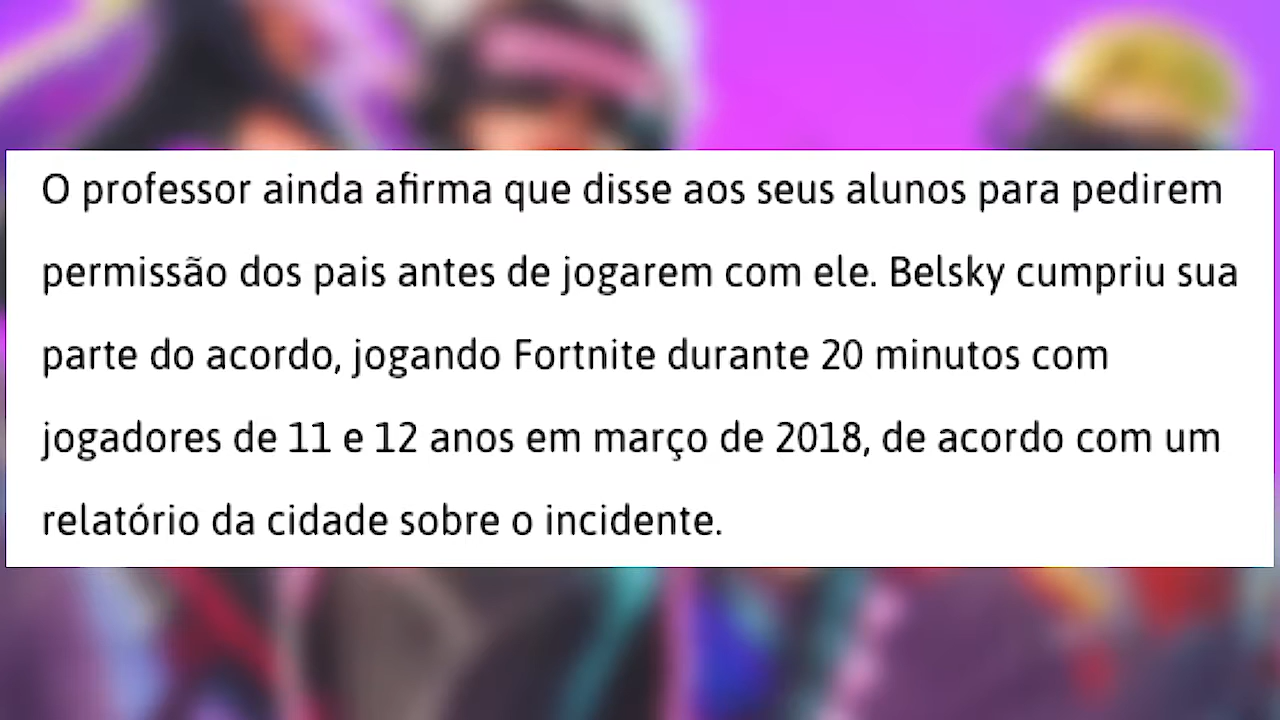 O professor ainda afirma que disse aos seus alunos para pedirem
permissão dos pais antes de jogarem com ele. Belsky cumpriu sua
parte do acordo, jogando Fortnite durante 20 minutos com
jogadores de 11 e 12 anos em março de 2018, de acordo com um
relatório da cidade sobre o incidente.